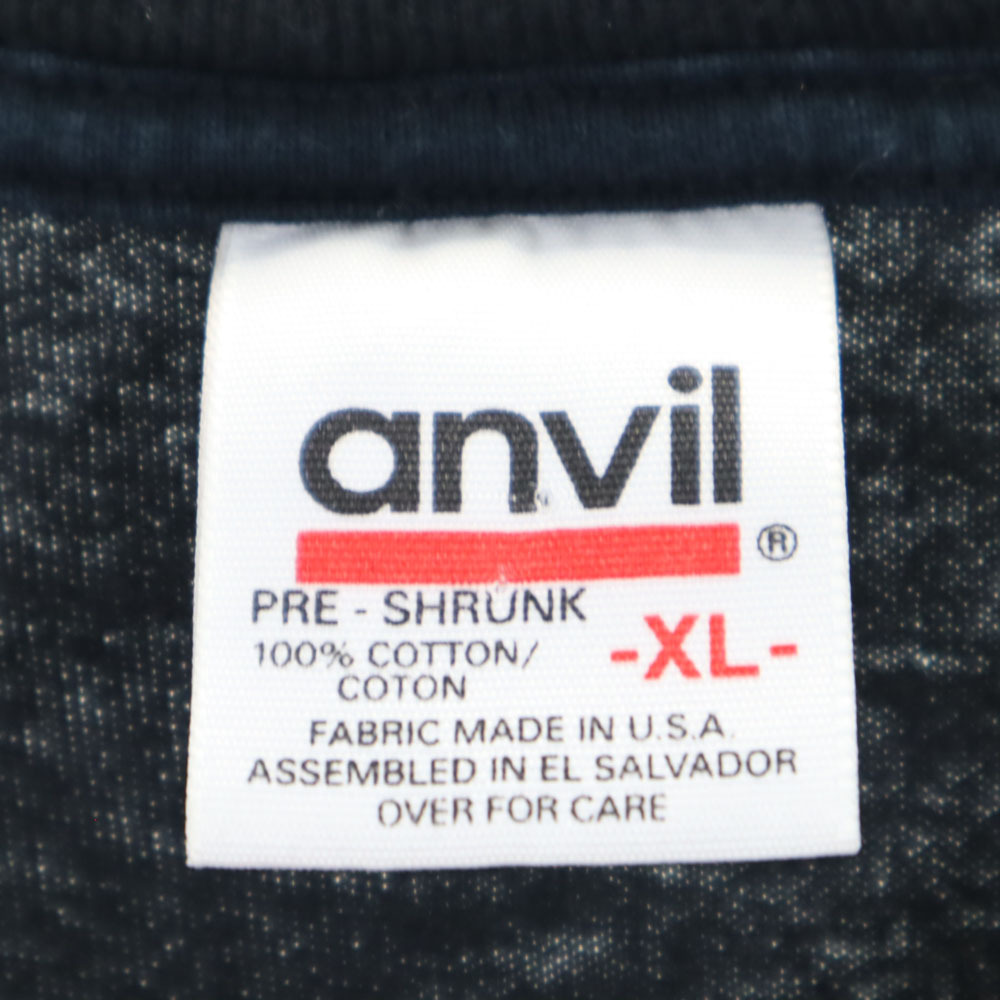 anvil
®
PRE - SHRUNK
100% COTTON/
COTON
-XL-
FABRIC MADE IN U.S.A.
ASSEMBLED IN EL SALVADOR
OVER FOR CARE